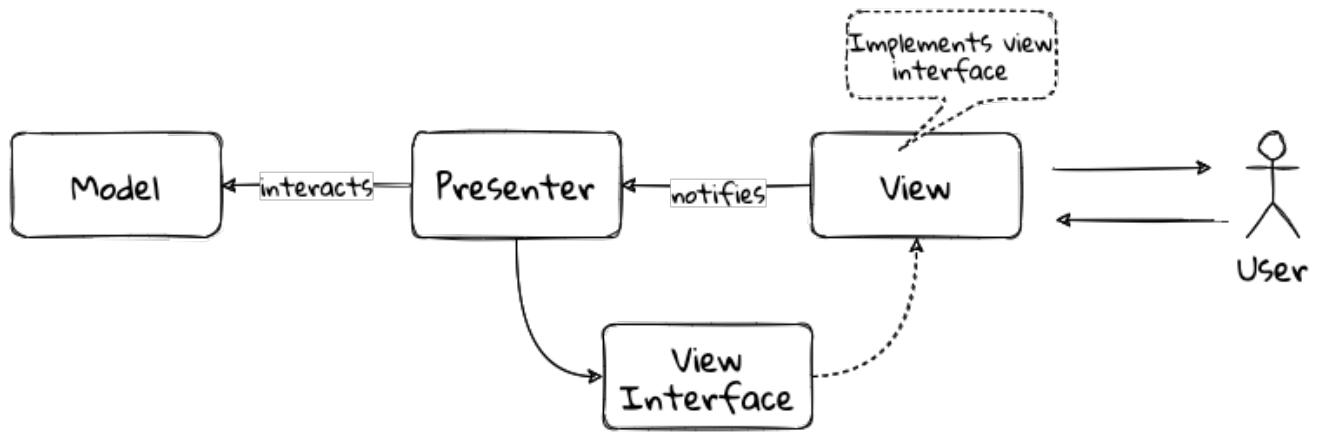 Implements view
interface
Model
interacts
Presenter
notifies
View
User
View
Interface